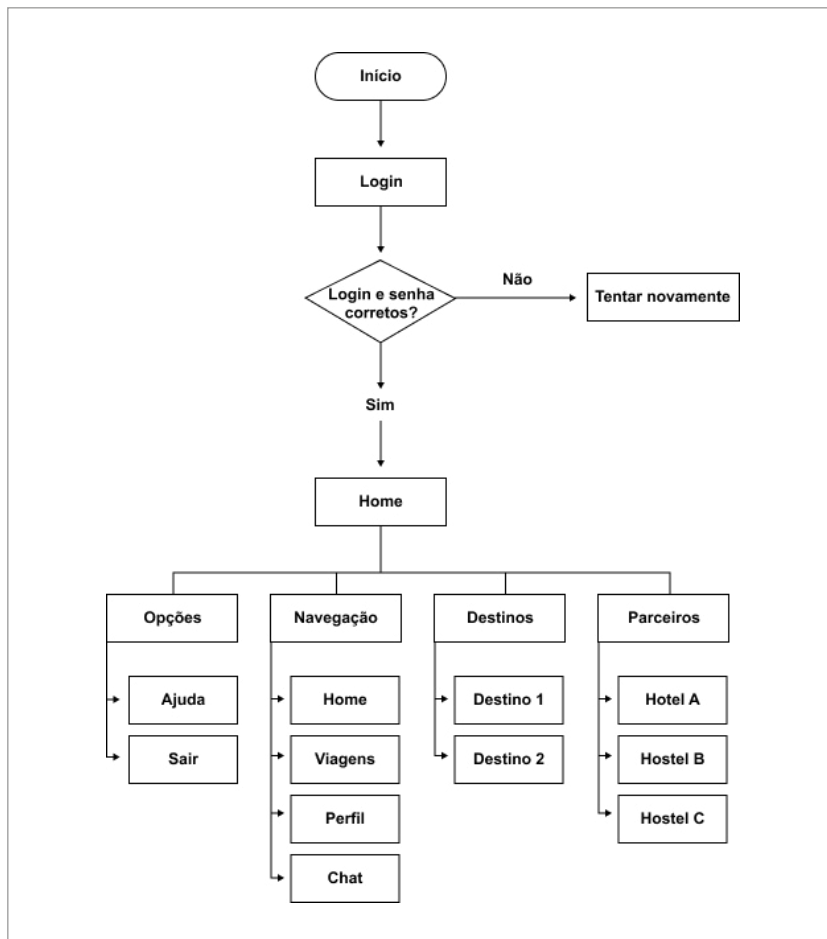 Início
Login
Login e senha
corretos?
Não
Tentar novamente
Sim
Home
Opções
Navegação
Destinos
Parceiros
Ajuda
Home
Destino 1
Hotel A
Sair
Viagens
Destino 2
Hostel B
Perfil
Hostel C
Chat